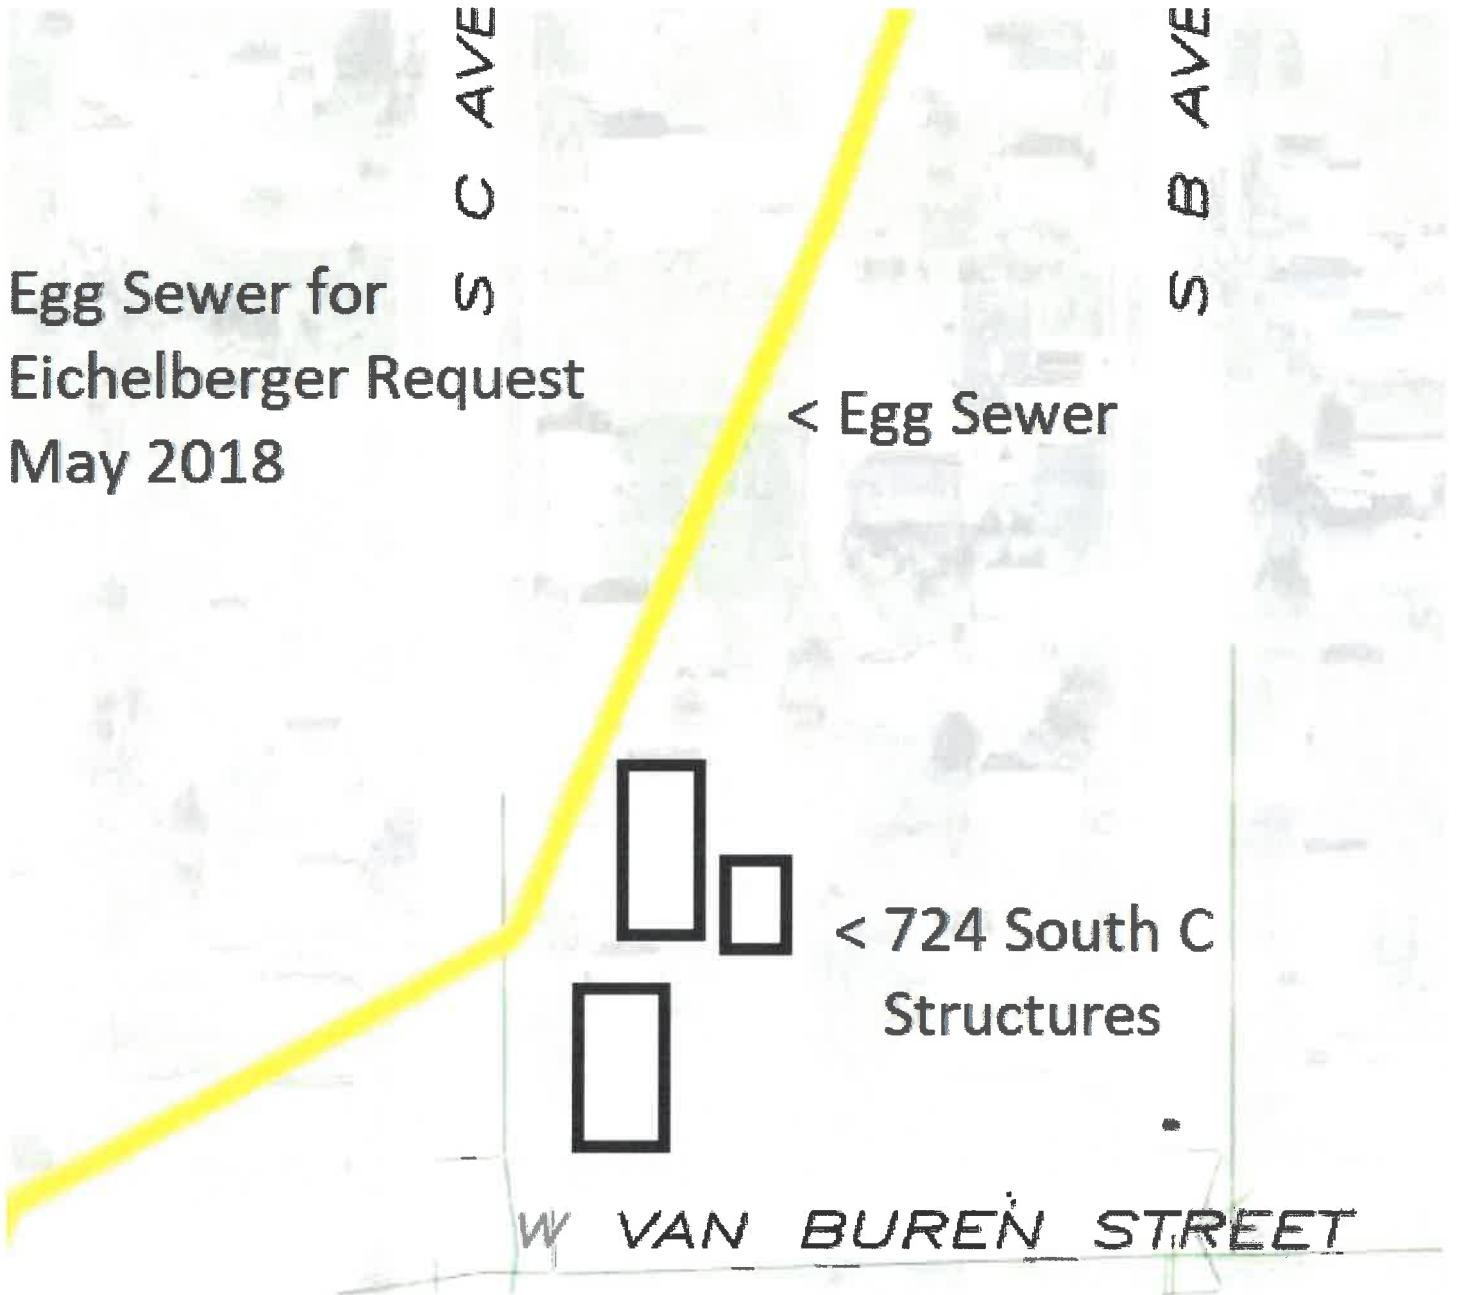 S C AVE
S B AVE
Egg Sewer for
Eichelberger Request
May 2018
< Egg Sewer
< 724 South C
Structures
W VAN BUREN STREET